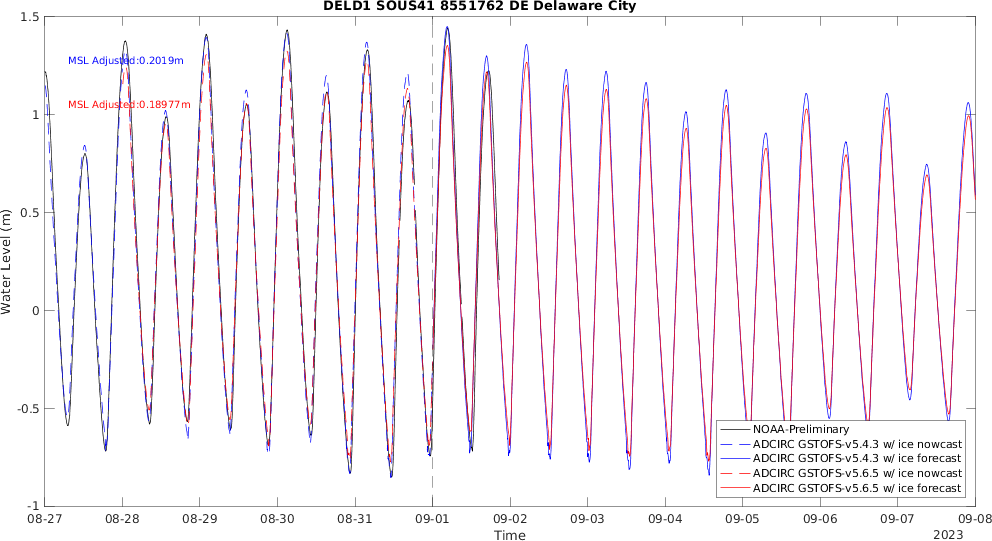 DELD1 SOUS41 8551762 DE Delaware City
MSL Adjusted:0.2019m
MSL Adjusted:0.18977m
Water Level (m)
1.5
1
0.5
0
-0.5
-1
NOAA-Preliminary
ADCIRC GSTOFS-v5.4.3 w/ ice nowcast
ADCIRC GSTOFS-v5.4.3 w/ ice forecast
ADCIRC GSTOFS-v5.6.5 w/ ice nowcast
ADCIRC GSTOFS-v5.6.5 w/ ice forecast
08-27 08-28 08-29 08-30 08-31 09-01 09-02 09-03 09-04 09-05 09-06 09-07 09-08
Time
2023